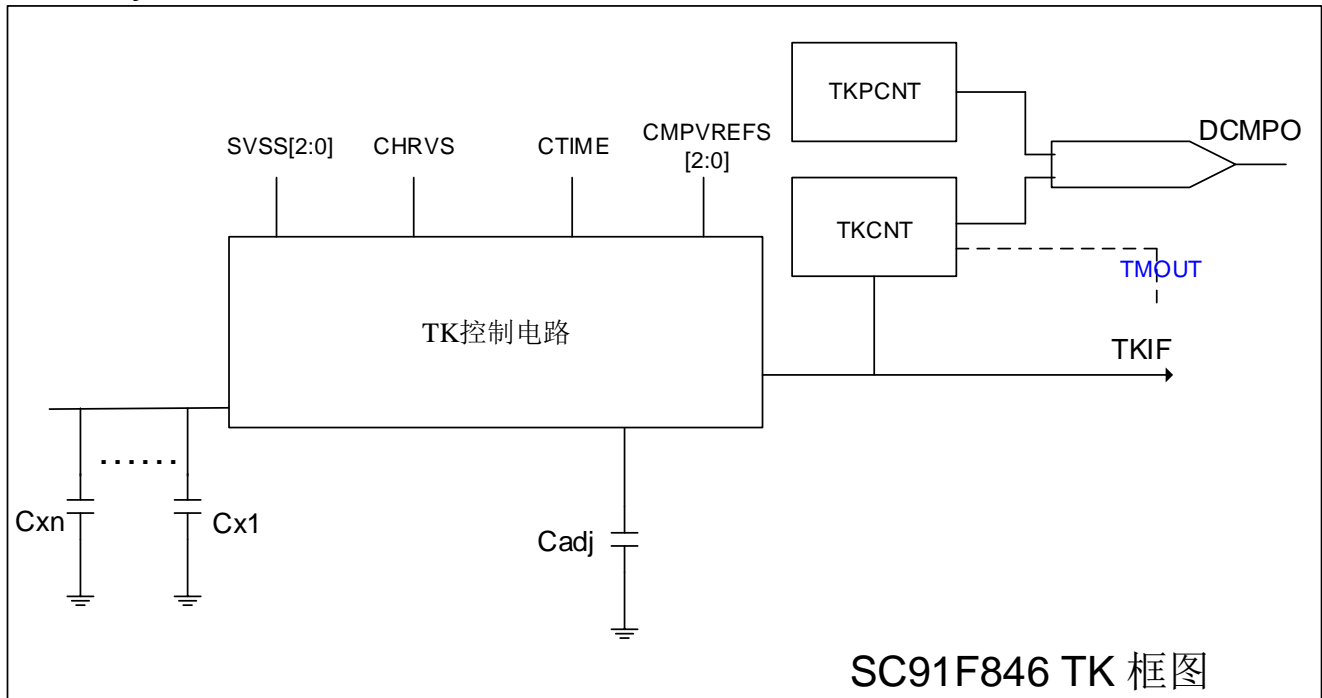 TKPCNT
SVSS[2:0]
CHRVS
CTIME
CMPVREFS
[2:0]
DCMPO
TKCNT
TMOUT
TK控制电路
TKIF
......
Cxn
Cx1
Cadj
SC91F846 TK 框图